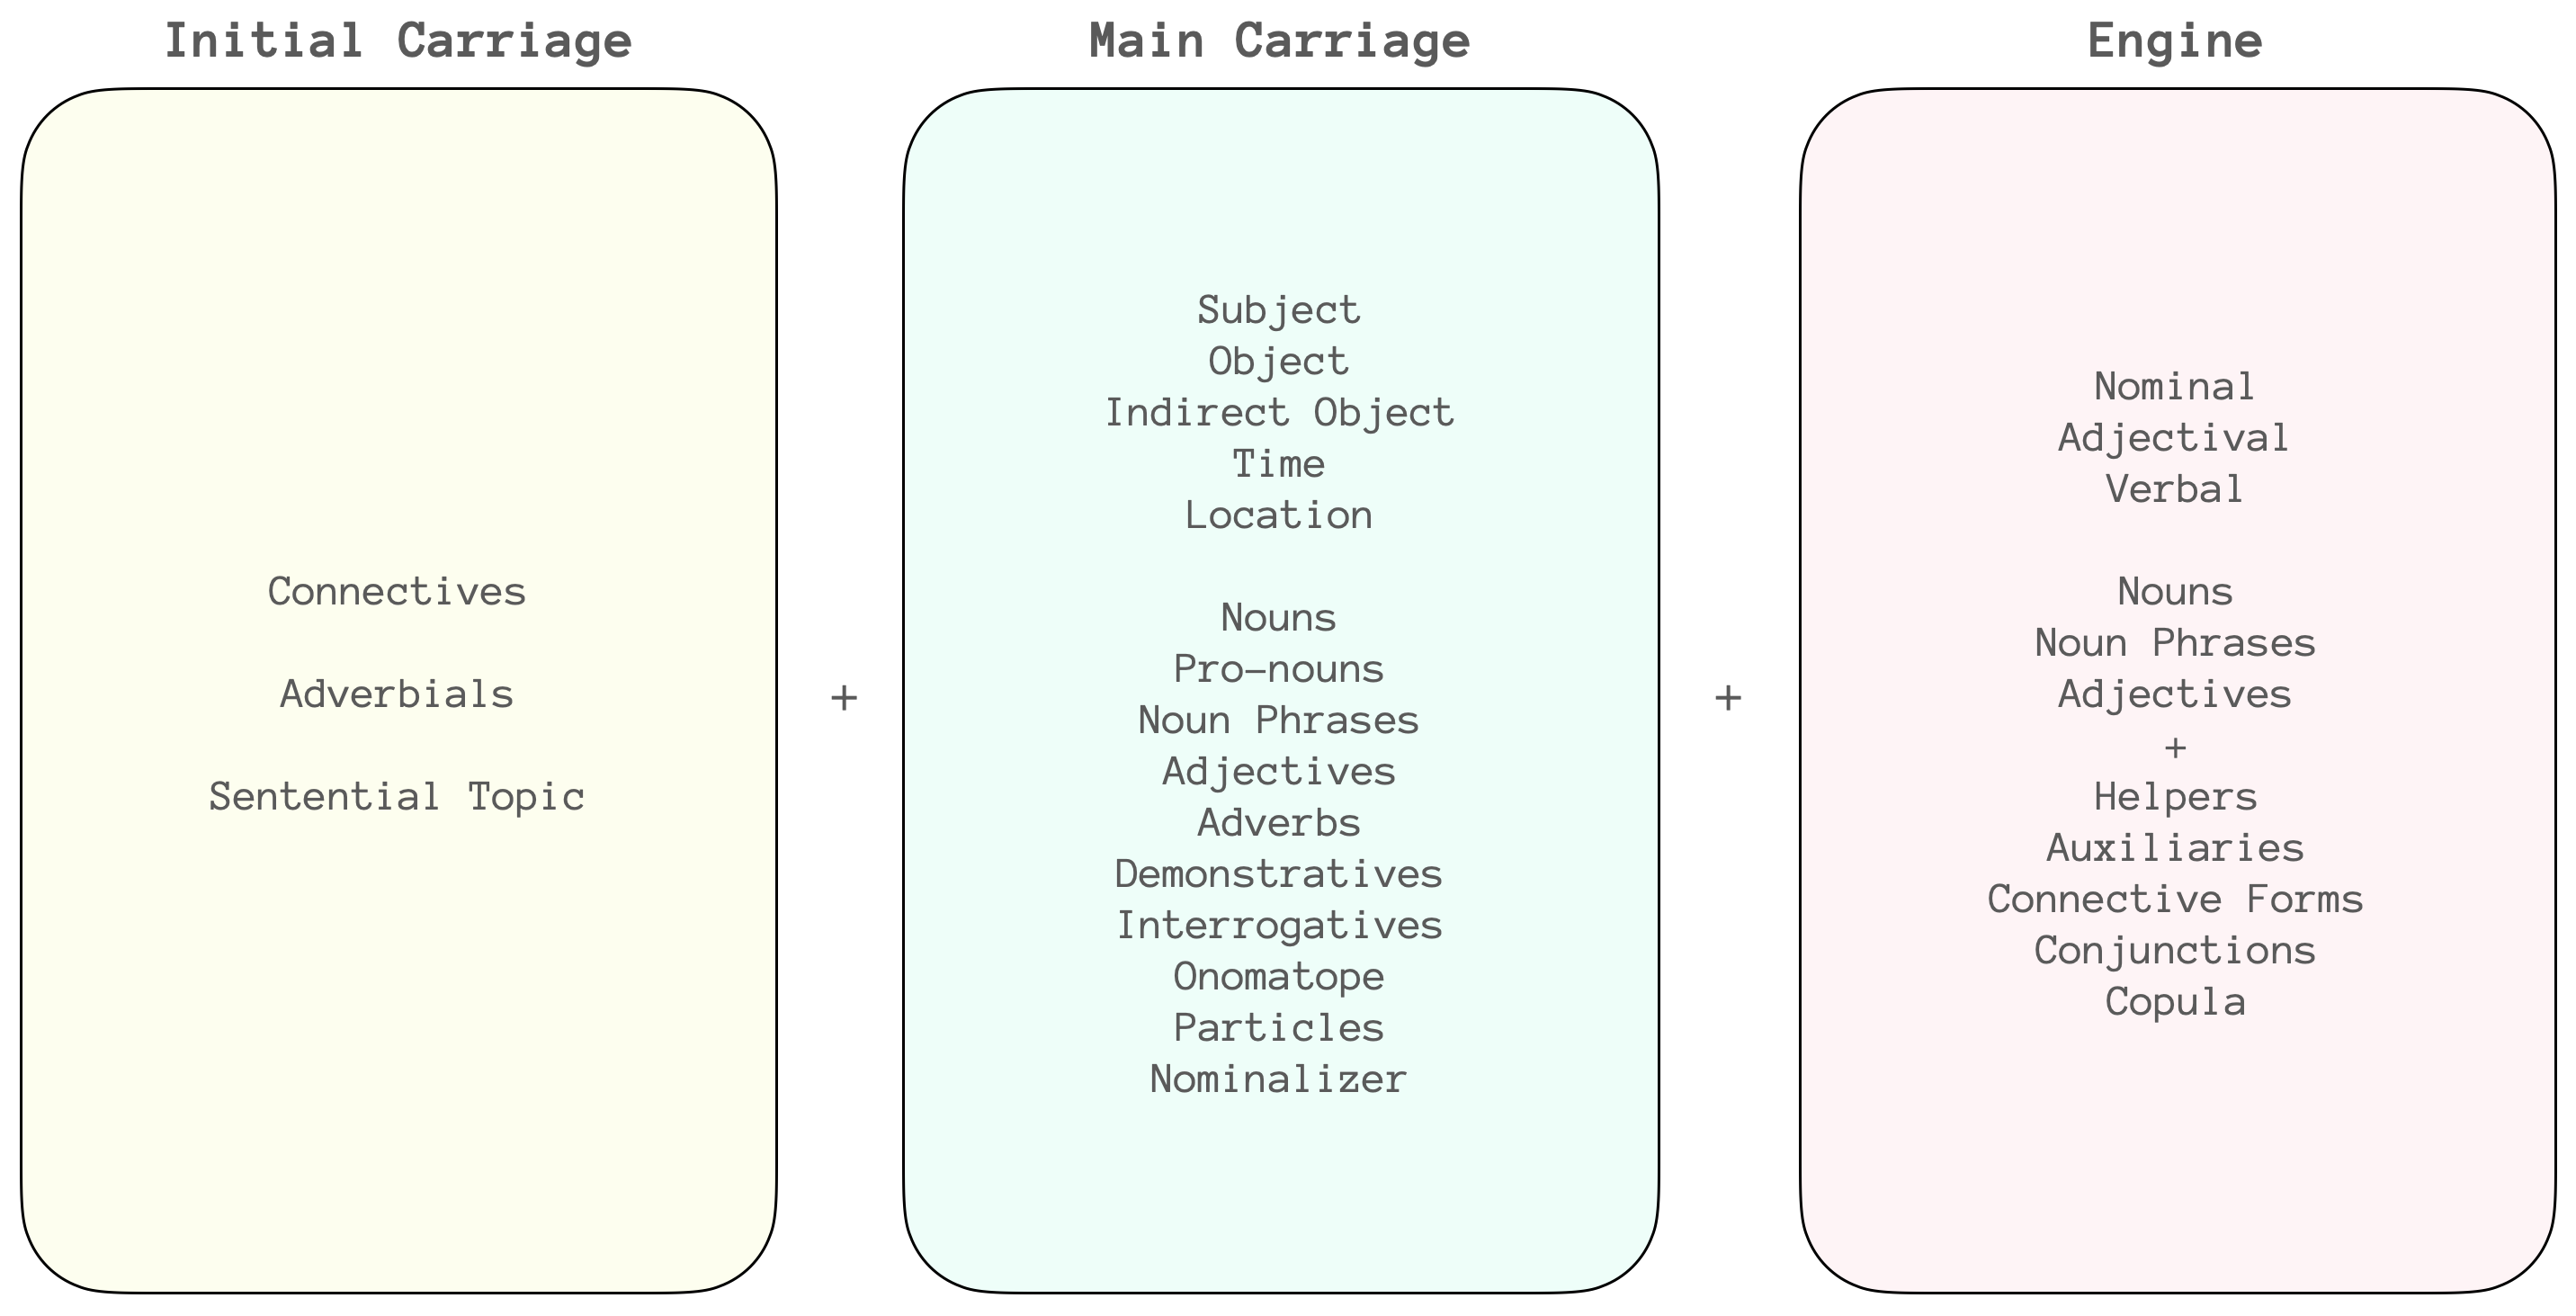 Initial Carriage
Connectives
Adverbials
Sentential Topic
+
Main Carriage
Subject
Object
Indirect Object
Time
Location
Nouns
Pro-nouns
Noun Phrases
Adjectives
Adverbs
Demonstratives
Interrogatives
Onomatope
Particles
Nominalizer
+
Engine
Nominal
Adjectival
Verbal
Nouns
Noun Phrases
Adjectives
+
Helpers
Auxiliaries
Connective Forms
Conjunctions
Copula